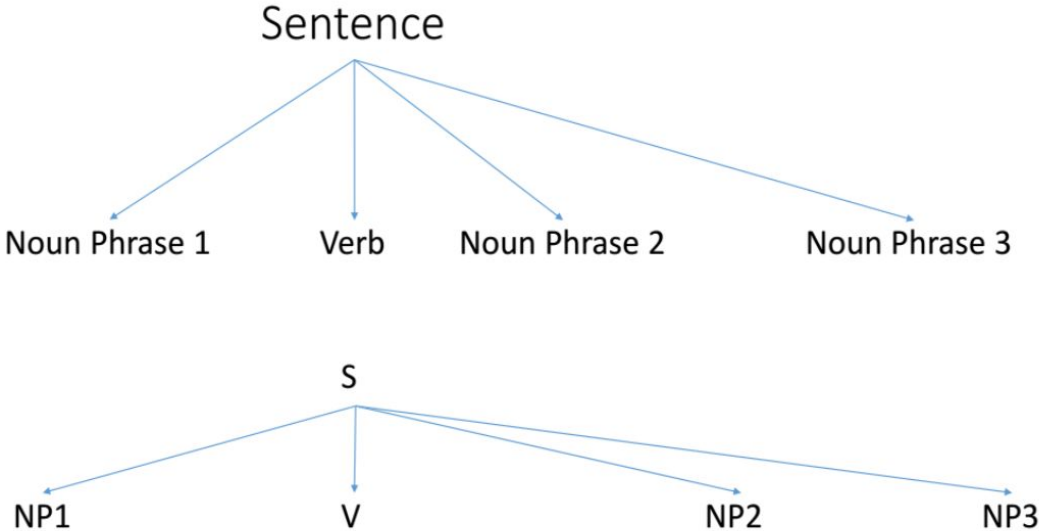 Sentence
Noun Phrase 1 Verb Noun Phrase 2 Noun Phrase 3
S
NP1 V NP2 NP3